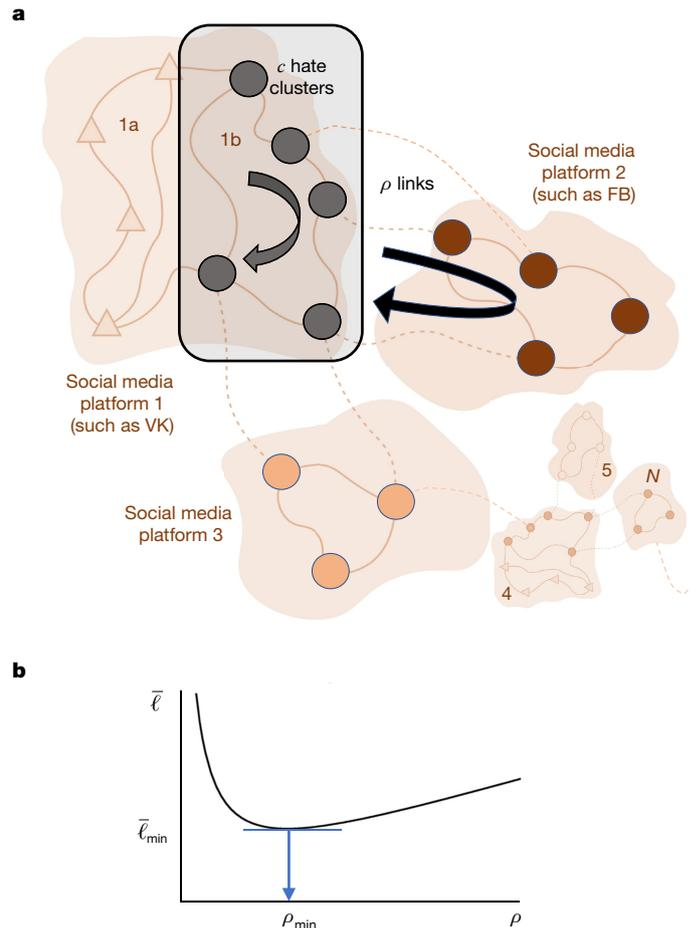 a
c hate
clusters
1a
1b
ρ links
Social media
platform 2
(such as FB)
Social media
platform 1
(such as VK)
Social media
platform 3
5
N
4
b
ℓ̅
ℓ̅min
ρmin
ρ